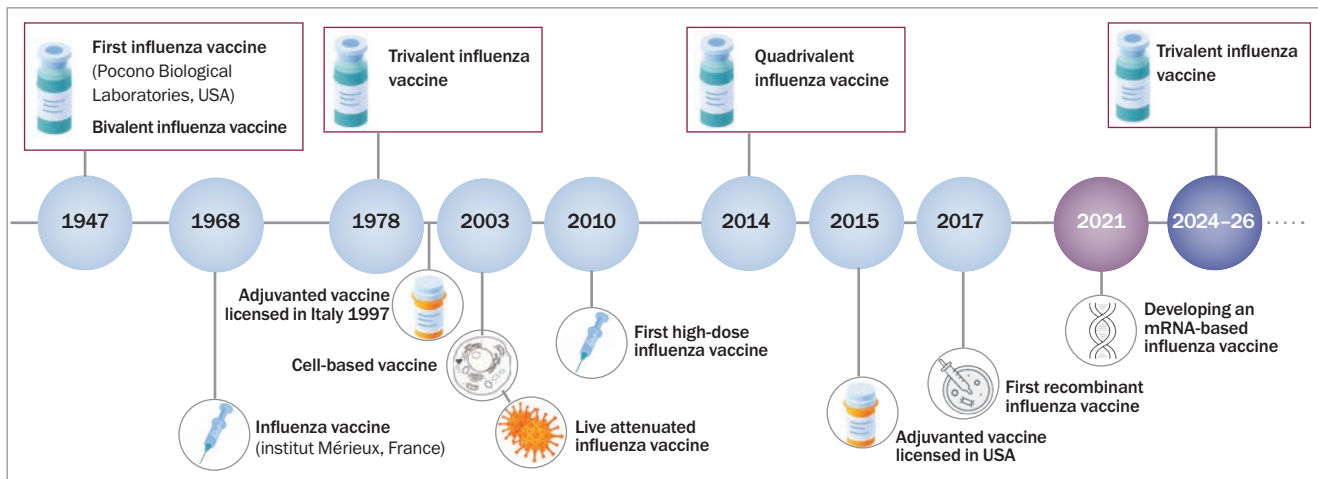 First influenza vaccine
(Pocono Biological
Laboratories, USA)
Bivalent influenza vaccine
Trivalent influenza
vaccine
Quadrivalent
influenza vaccine
Trivalent influenza
vaccine
1947
1968
1978
2003
2010
2014
2015
2017
2021
2024–26
Adjuvanted vaccine
licensed in Italy 1997
Cell-based vaccine
Influenza vaccine
(institut Mérieux, France)
Live attenuated
influenza vaccine
First high-dose
influenza vaccine
Adjuvanted vaccine
licensed in USA
First recombinant
influenza vaccine
Developing an
mRNA-based
influenza vaccine